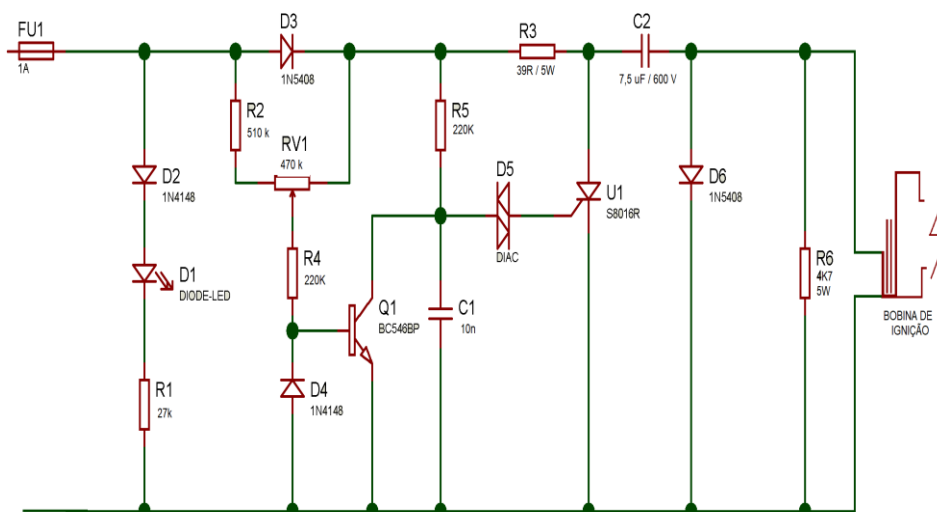 FU1
1A
D3
1N5408
R3
39R / 5W
C2
7,5 uF / 600 V
R2
510 k
RV1
470 k
R5
220K
D2
1N4148
D5
DIAC
U1
S8016R
D6
1N5408
D1
DIODE-LED
R4
220K
Q1
BC546BP
C1
10n
R6
4K7
5W
BOBINA DE
IGNIÇÃO
R1
27k
D4
1N4148